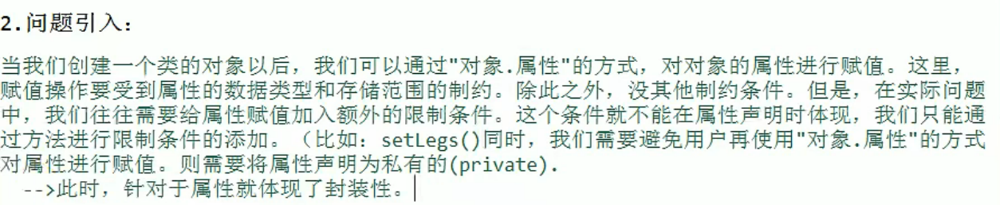 2.问题引入：
当我们创建一个类的对象以后，我们可以通过"对象.属性"的方式，对对象的属性进行赋值。这里，
赋值操作要受到属性的数据类型和存储范围的制约。除此之外，没其他制约条件。但是，在实际问题
中，我们往往需要给属性赋值加入额外的限制条件。这个条件就不能在属性声明时体现，我们只能通
过方法进行限制条件的添加。（比如：setLegs()同时，我们需要避免用户再使用"对象.属性"的方式
对属性进行赋值。则需要将属性声明为私有的(private).
-->此时，针对于属性就体现了封装性。